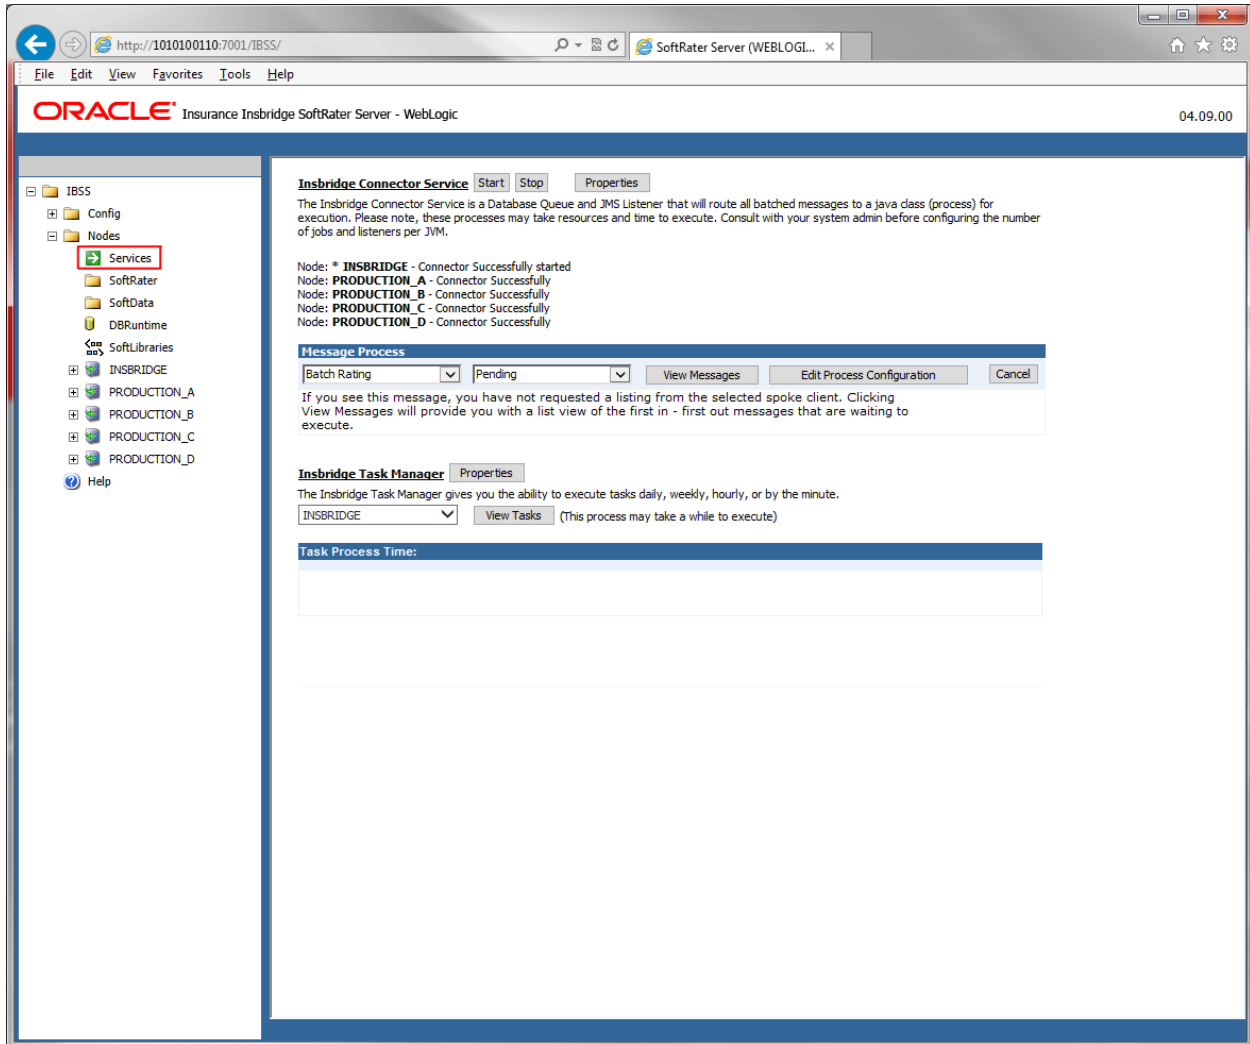 http://1010100110:7001/IBSS/
SoftRater Server (WEBLOGI...
File Edit View Favorites Tools Help
ORACLE Insurance Insbridge SoftRater Server - WebLogic
04.09.00
IBSS
Config
Nodes
Services
SoftRater
SoftData
DBRuntime
SoftLibraries
INSBRIDGE
PRODUCTION_A
PRODUCTION_B
PRODUCTION_C
PRODUCTION_D
Help
Insbridge Connector Service Start Stop Properties
The Insbridge Connector Service is a Database Queue and JMS Listener that will route all batched messages to a java class (process) for
execution. Please note, these processes may take resources and time to execute. Consult with your system admin before configuring the number
of jobs and listeners per JVM.
Node: * INSBRIDGE - Connector Successfully started
Node: PRODUCTION_A - Connector Successfully
Node: PRODUCTION_B - Connector Successfully
Node: PRODUCTION_C - Connector Successfully
Node: PRODUCTION_D - Connector Successfully
Message Process
Batch Rating Pending View Messages Edit Process Configuration Cancel
If you see this message, you have not requested a listing from the selected spoke client. Clicking
View Messages will provide you with a list view of the first in - first out messages that are waiting to
execute.
Insbridge Task Manager Properties
The Insbridge Task Manager gives you the ability to execute tasks daily, weekly, hourly, or by the minute.
INSBRIDGE View Tasks (This process may take a while to execute)
Task Process Time: